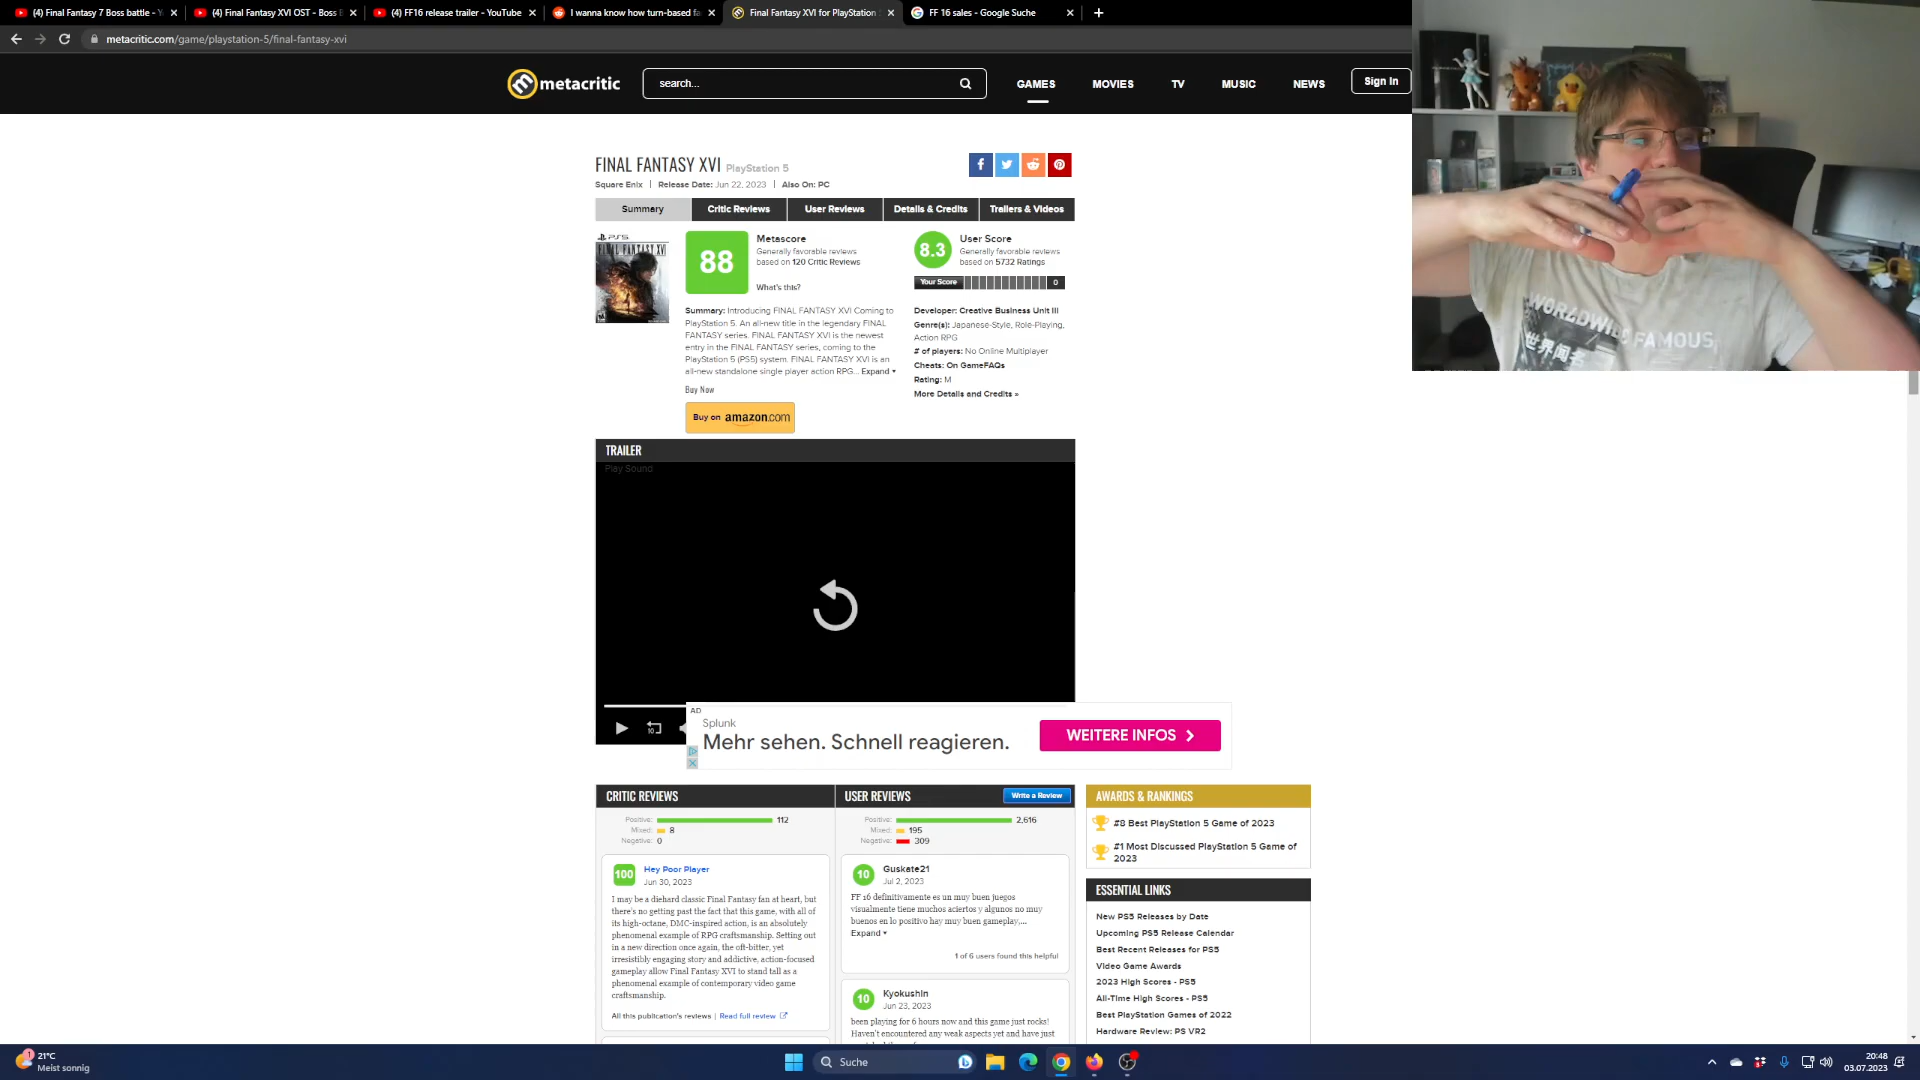 (4) Final Fantasy 7 Boss battle - Y
(4) Final Fantasy XVI OST - Boss B
(4) FF16 release trailer - YouTube
I wanna know how turn-based fa
Final Fantasy XVI for PlayStation
FF 16 sales - Google Suche
metacritic.com/game/playstation-5/final-fantasy-xvi
metacritic
search...
GAMES
MOVIES
TV
MUSIC
NEWS
Sign In
FINAL FANTASY XVI PlayStation 5
Square Enix | Release Date: Jun 22, 2023 | Also On: PC
Summary
Critic Reviews
User Reviews
Details & Credits
Trailers & Videos
PS5
FINAL FANTASY XVI
88
Metascore
Generally favorable reviews
based on 120 Critic Reviews
What's this?
8.3
User Score
Generally favorable reviews
based on 5732 Ratings
Your Score
0
Summary: Introducing FINAL FANTASY XVI Coming to
PlayStation 5. An all-new title in the legendary FINAL
FANTASY series. FINAL FANTASY XVI is the newest
entry in the FINAL FANTASY series, coming to the
PlayStation 5 (PS5) system. FINAL FANTASY XVI is an
all-new standalone single player action RPG... Expand
Developer: Creative Business Unit III
Genre(s): Japanese-Style, Role-Playing,
Action RPG
# of players: No Online Multiplayer
Cheats: On GameFAQs
Rating: M
More Details and Credits »
Buy Now
Buy on amazon.com
TRAILER
Play Sound
10
AD
Splunk
Mehr sehen. Schnell reagieren.
WEITERE INFOS
CRITIC REVIEWS
Positive: 112
Mixed: 8
Negative: 0
100
Hey Poor Player
Jun 30, 2023
I may be a diehard classic Final Fantasy fan at heart, but
there's no getting past the fact that this game, with all of
its high-octane, DMC-inspired action, is an absolutely
phenomenal example of RPG craftsmanship. Setting out
in a new direction once again, the oft-bitter, yet
irresistibly engaging story and addictive, action-focused
gameplay allow Final Fantasy XVI to stand tall as a
phenomenal example of contemporary video game
craftsmanship.
All this publication's reviews | Read full review
USER REVIEWS
Write a Review
Positive: 2,616
Mixed: 195
Negative: 309
10
Guskate21
Jul 2, 2023
FF 16 definitivamente es un muy buen juegos
visualmente tiene muchos aciertos y algunos no muy
buenos en lo positivo hay muy buen gameplay,...
Expand
1 of 6 users found this helpful
10
Kyokushin
Jun 23, 2023
been playing for 6 hours now and this game just rocks!
Haven't encountered any weak aspects yet and have just
AWARDS & RANKINGS
#8 Best PlayStation 5 Game of 2023
#1 Most Discussed PlayStation 5 Game of
2023
ESSENTIAL LINKS
New PS5 Releases by Date
Upcoming PS5 Release Calendar
Best Recent Releases for PS5
Video Game Awards
2023 High Scores - PS5
All-Time High Scores - PS5
Best PlayStation Games of 2022
Hardware Review: PS VR2
WORLDWIDE FAMOUS
世界闻名
1
21°C
Meist sonnig
Suche
20:48
03.07.2023